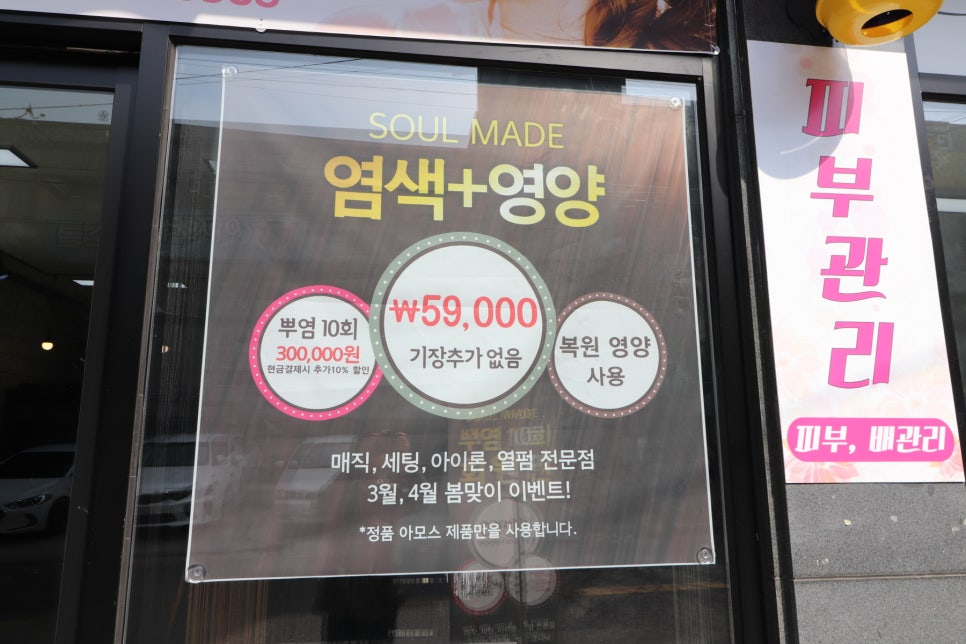 SOUL MADE
염색+영양
뿌염 10회
300,000원
현금결제시 추가10% 할인
₩59,000
기장추가 없음
복원 영양
사용
매직, 세팅, 아이론, 열펌 전문점
3월, 4월 봄맞이 이벤트!
*정품 아모스 제품만을 사용합니다.
피부관리
피부, 배관리